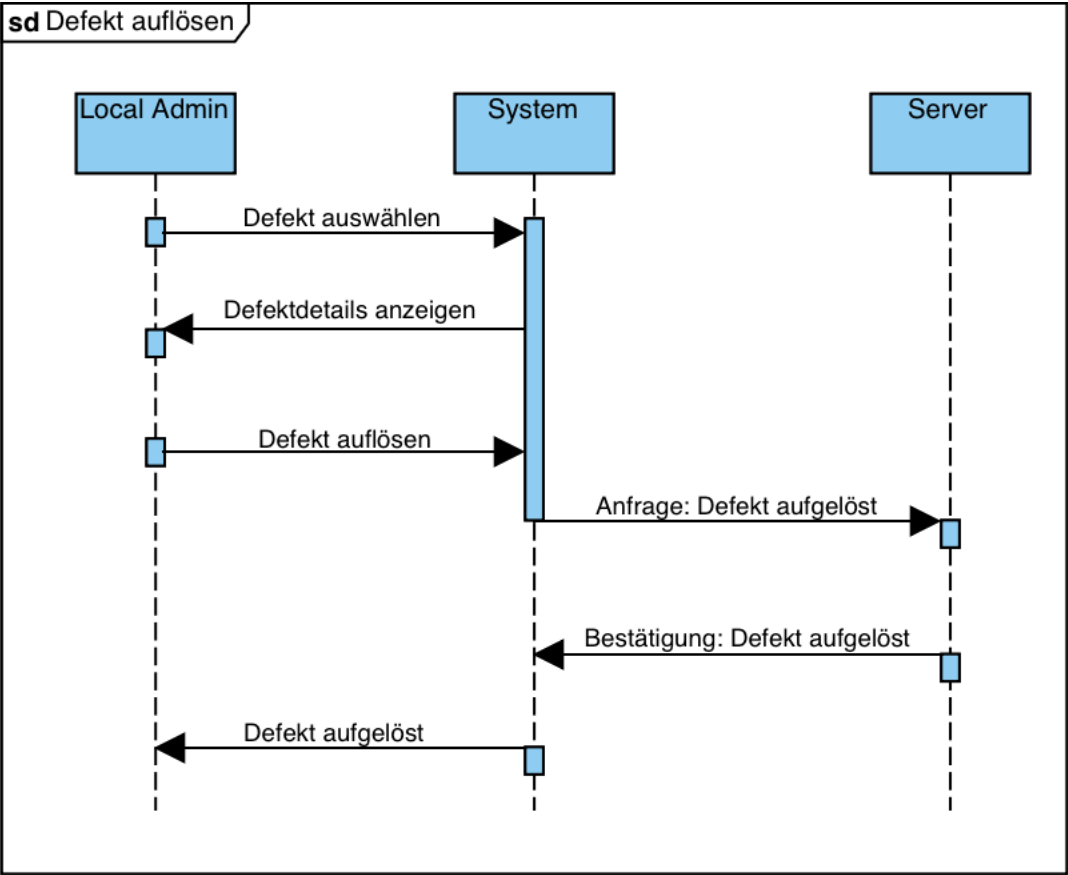 sd Defekt auflösen
Local Admin
System
Server
Defekt auswählen
Defektdetails anzeigen
Defekt auflösen
Anfrage: Defekt aufgelöst
Bestätigung: Defekt aufgelöst
Defekt aufgelöst